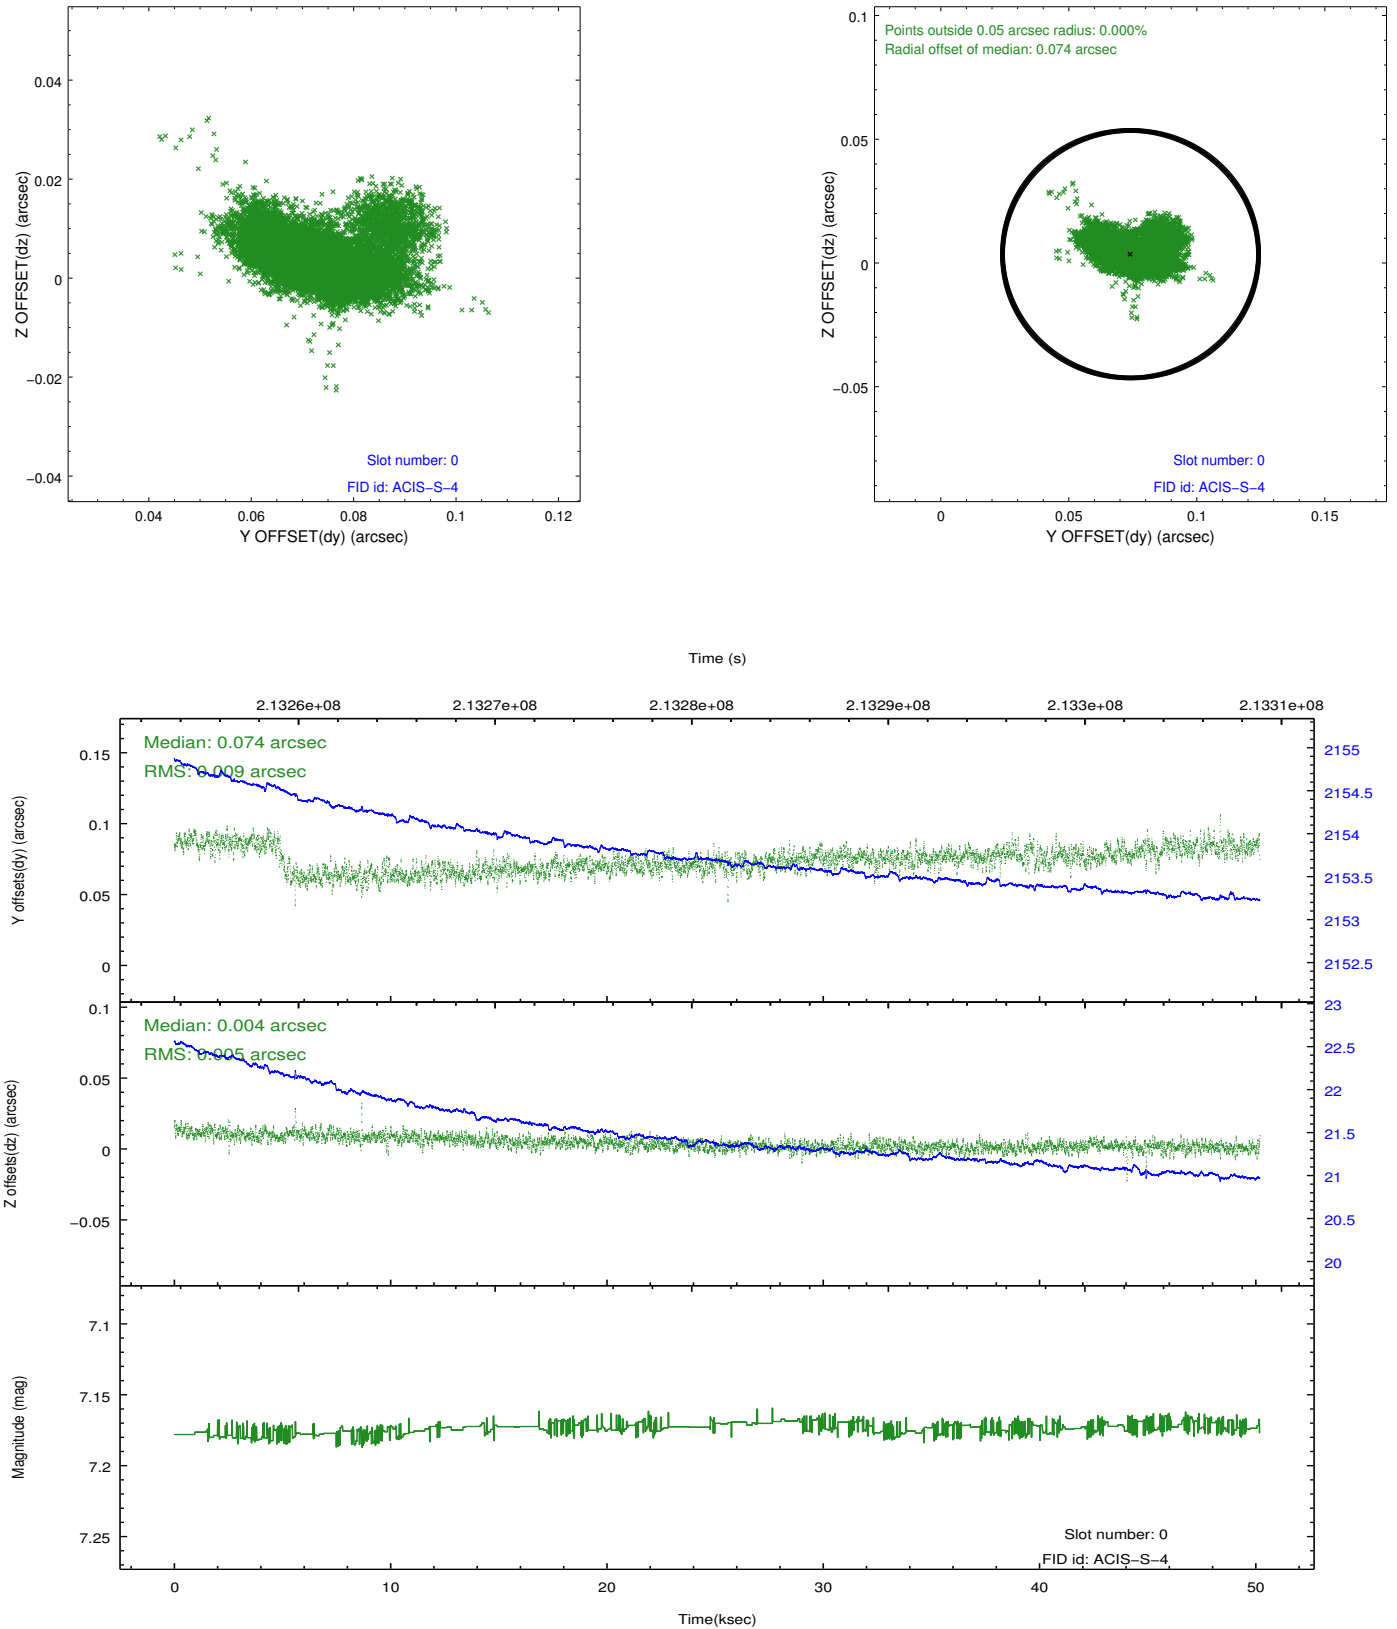 0.04
0.02
0
−0.02
−0.04
Z OFFSET(dz) (arcsec)
Slot number: 0
FID id: ACIS−S−4
0.04
0.06
0.08
0.1
0.12
Y OFFSET(dy) (arcsec)
Points outside 0.05 arcsec radius: 0.000%
Radial offset of median: 0.074 arcsec
0.1
0.05
0
−0.05
Z OFFSET(dz) (arcsec)
Slot number: 0
FID id: ACIS−S−4
0
0.05
0.1
0.15
Y OFFSET(dy) (arcsec)
Time (s)
2.1326e+08
2.1327e+08
2.1328e+08
2.1329e+08
2.133e+08
2.1331e+08
Median: 0.074 arcsec
RMS: 0.009 arcsec
0.15
0.1
0.05
0
Y offsets(dy) (arcsec)
2155
2154.5
2154
2153.5
2153
2152.5
Median: 0.004 arcsec
RMS: 0.005 arcsec
0.1
0.05
0
−0.05
Z offsets(dz) (arcsec)
23
22.5
22
21.5
21
20.5
20
7.1
7.15
7.2
7.25
Magnitude (mag)
Slot number: 0
FID id: ACIS−S−4
0
10
20
30
40
50
Time(ksec)